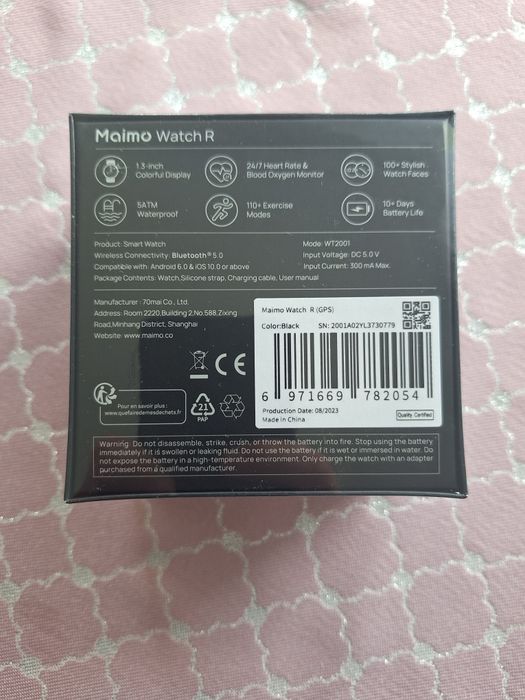 Maimo Watch R
1.3-inch
Colorful Display
24/7 Heart Rate &
Blood Oxygen Monitor
100+ Stylish
Watch Faces
5ATM
Waterproof
110+ Exercise
Modes
10+ Days
Battery Life
Product: Smart Watch
Wireless Connectivity: Bluetooth® 5.0
Compatible with: Android 6.0 & iOS 10.0 or above
Package Contents: Watch, Silicone strap, Charging cable, User manual
Mode: WT2001
Input Voltage: DC 5.0 V
Input Current: 300 mA Max.
Manufacturer : 70mai Co., Ltd.
Address: Room 2220, Building 2, No.588, Zixing
Road, Minhang District, Shanghai
Website: www.maimo.cc
Maimo Watch R (GPS)
Color:Black SN: 2001A02YL3730779
6 971669 782054
Production Date: 08/2023
Made In China
Quality Certified
CE
Pour en savoir plus :
www.quefairedemesdechets.fr
21
PAP
Warning: Do not disassemble, strike, crush, or throw the battery into fire. Stop using the battery
immediately if it is swollen or leaking fluid. Do not use the battery if it is wet or immersed in water. Do
not expose the battery in a high-temperature environment. Only charge the watch with an adapter
purchased from a qualified manufacturer.